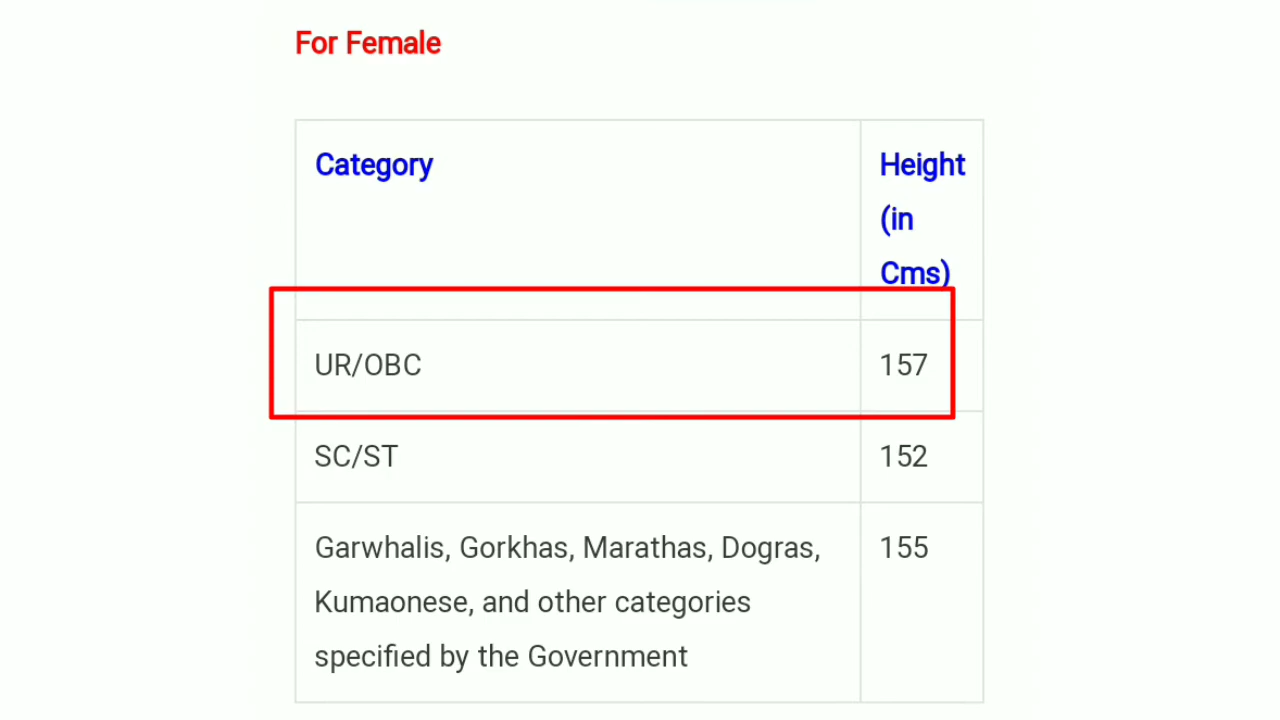 For Female
Category
Height
(in
Cms)
UR/OBC
157
SC/ST
152
Garwhalis, Gorkhas, Marathas, Dogras,
155
Kumaonese, and other categories
specified by the Government